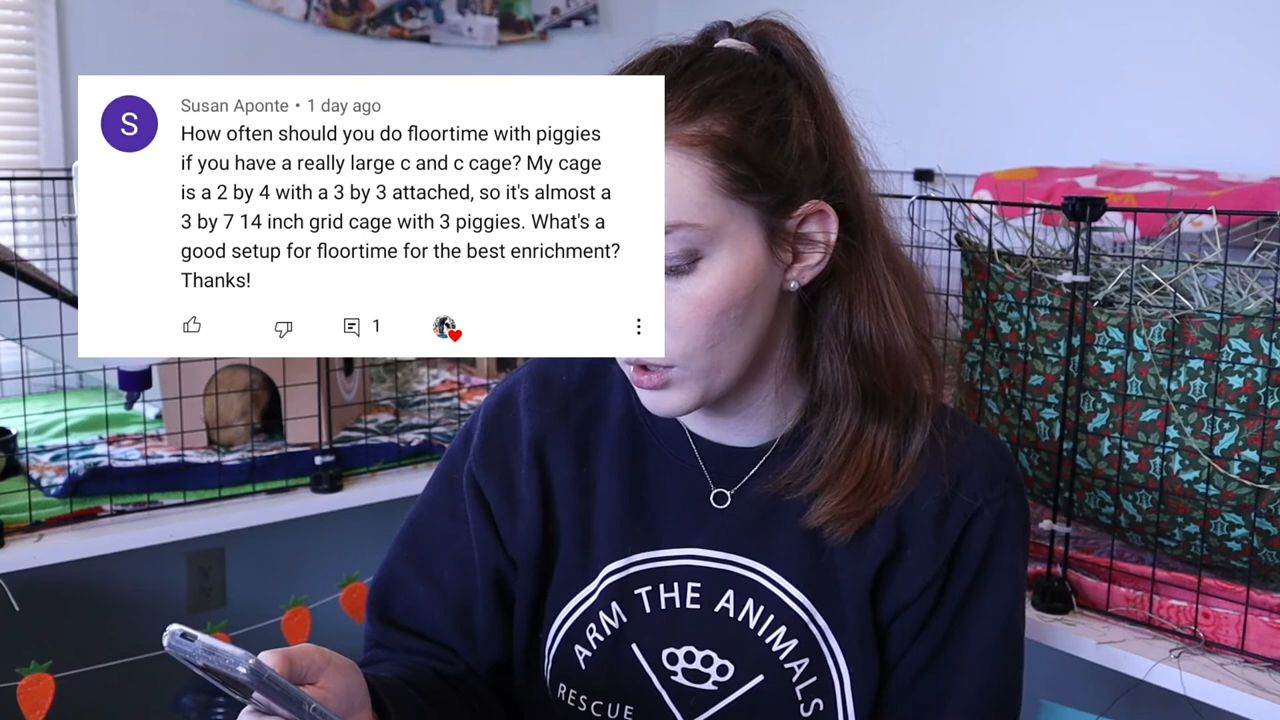 S
Susan Aponte • 1 day ago
How often should you do floortime with piggies
if you have a really large c and c cage? My cage
is a 2 by 4 with a 3 by 3 attached, so it's almost a
3 by 7 14 inch grid cage with 3 piggies. What's a
good setup for floortime for the best enrichment?
Thanks!
1
ARM THE ANIMALS
RESCUE